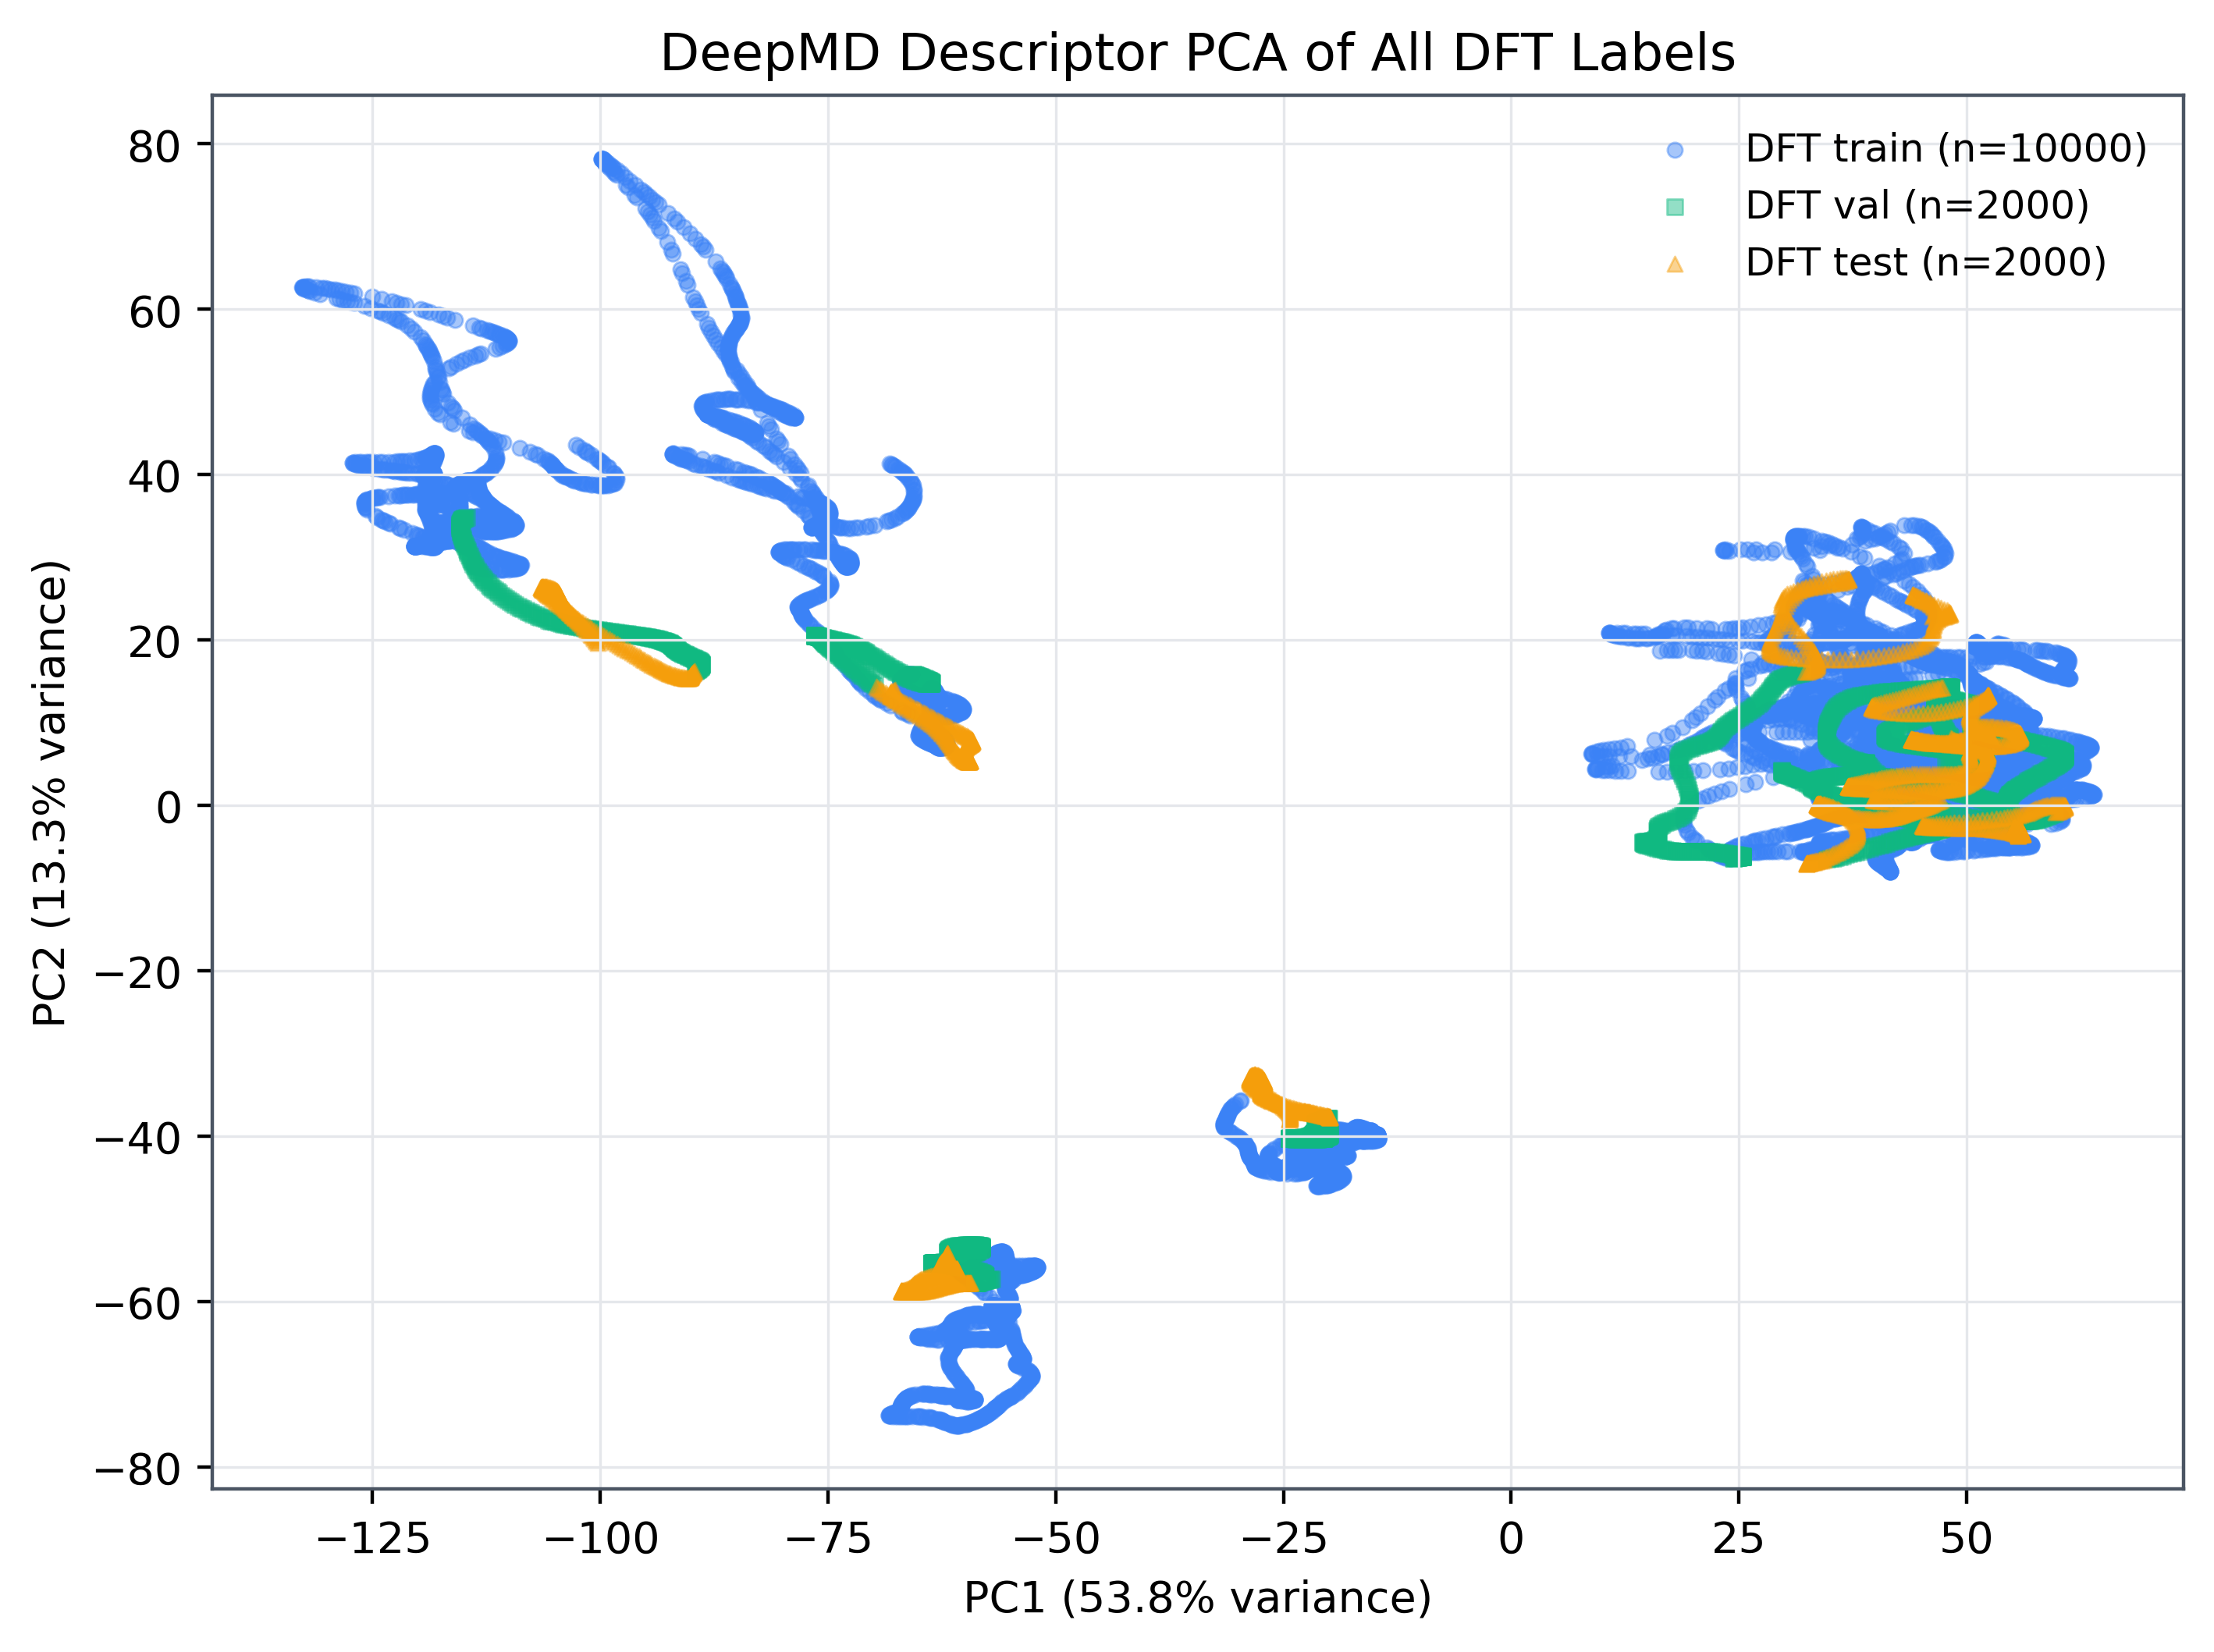 DeepMD Descriptor PCA of All DFT Labels
DFT train (n=10000)
DFT val (n=2000)
DFT test (n=2000)
80
60
40
20
0
−20
−40
−60
−80
PC2 (13.3% variance)
−125
−100
−75
−50
−25
0
25
50
PC1 (53.8% variance)